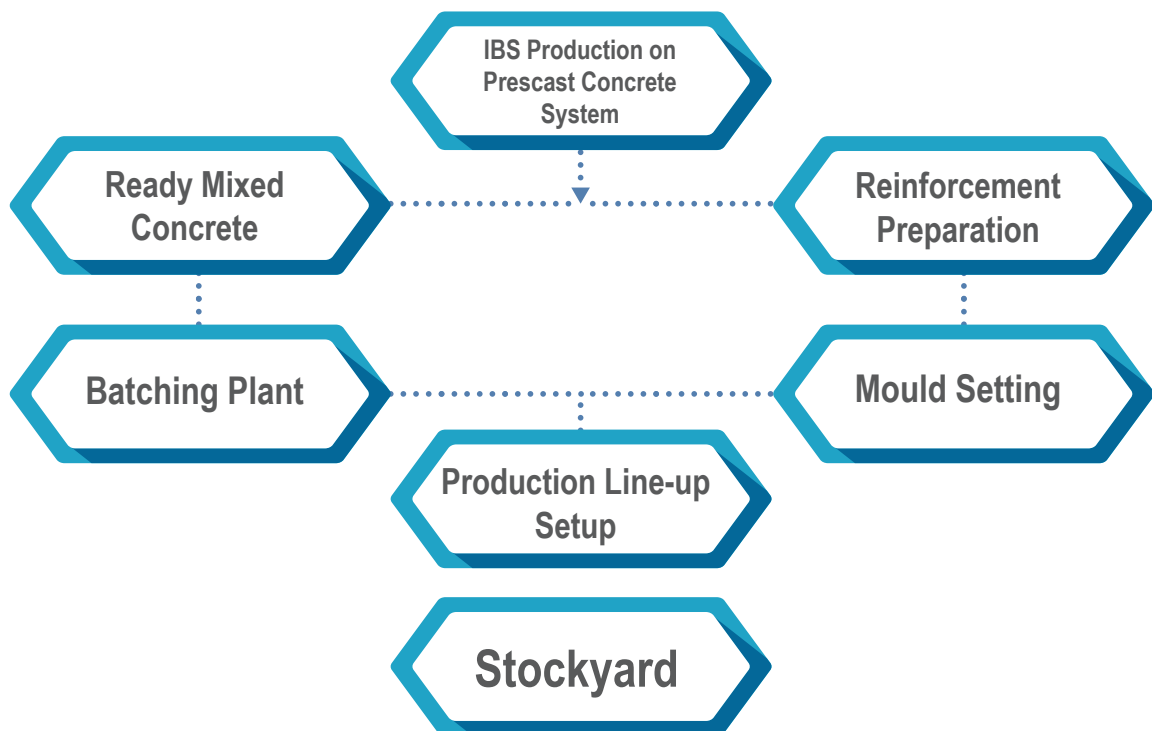 IBS Production on
Prescast Concrete
System
Ready Mixed
Concrete
Reinforcement
Preparation
Batching Plant
Mould Setting
Production Line-up
Setup
Stockyard